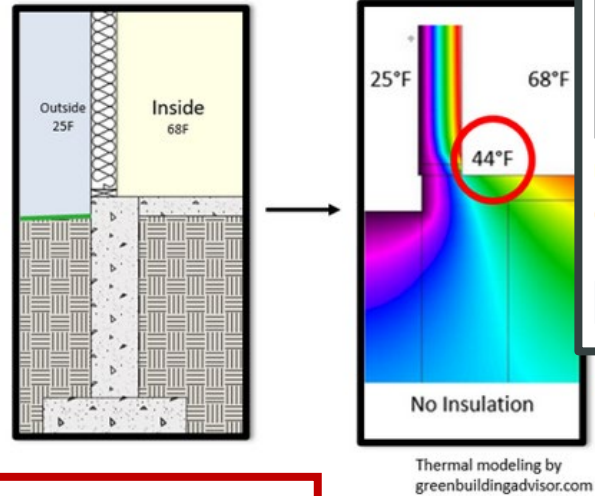 Outside
25F
Inside
68F
25°F
68°F
44°F
No Insulation
Thermal modeling by
greenbuildingadvisor.com